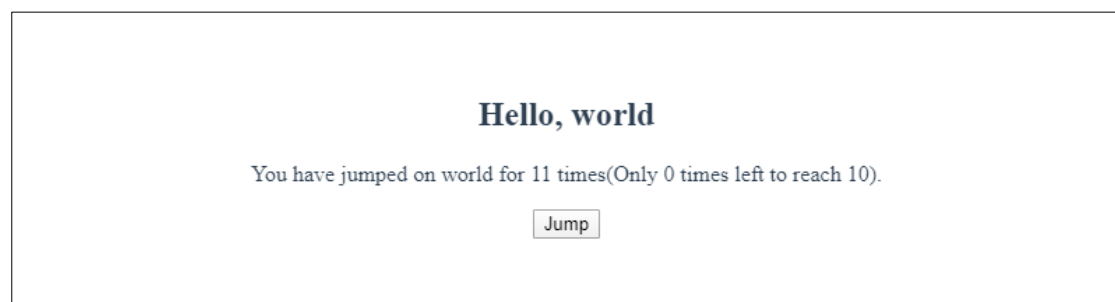 Hello, world
You have jumped on world for 11 times(Only 0 times left to reach 10).
Jump